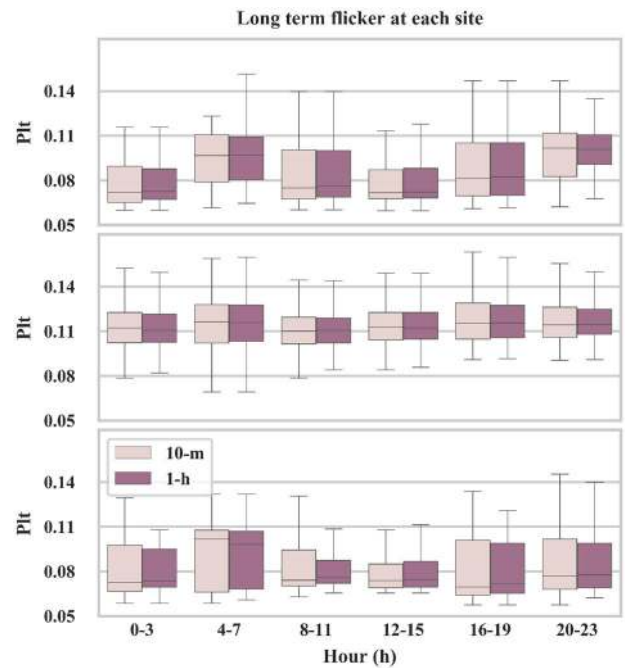 Long term flicker at each site
Plt
0.14
0.11
0.08
0.05
Plt
0.14
0.11
0.08
0.05
Plt
0.14
0.11
0.08
0.05
10-m
1-h
0-3 4-7 8-11 12-15 16-19 20-23
Hour (h)